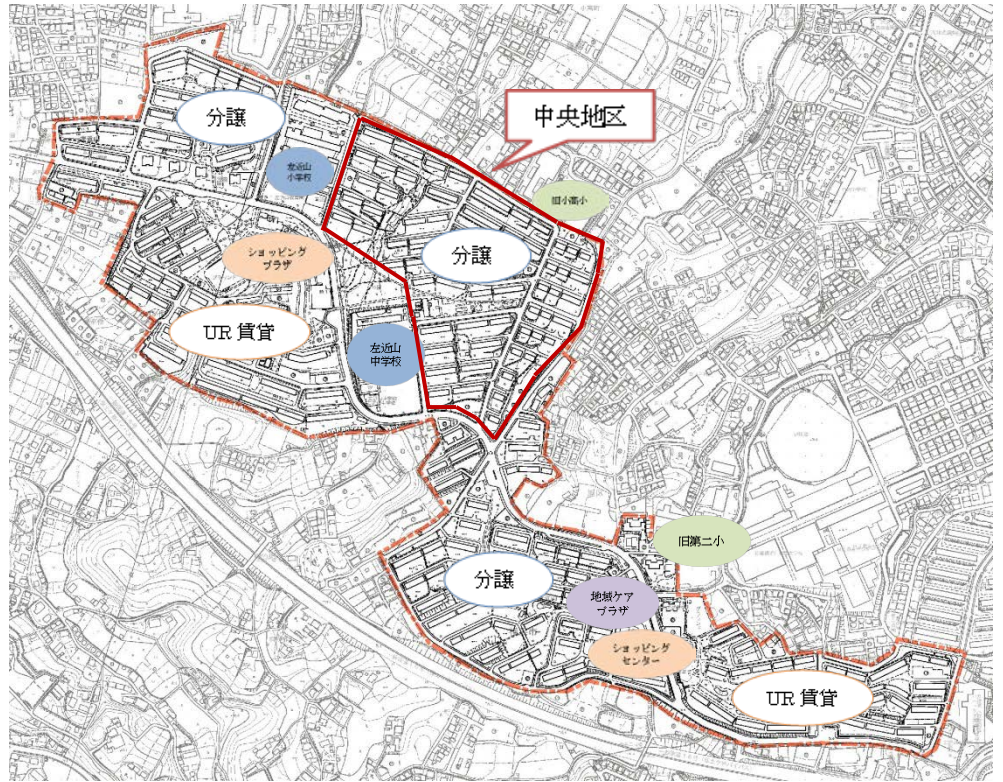 中央地区
分譲
左近山
小学校
旧小高小
ショッピング
プラザ
分譲
UR 賃貸
左近山
中学校
旧第二小
分譲
地域ケア
プラザ
ショッピング
センター
UR 賃貸